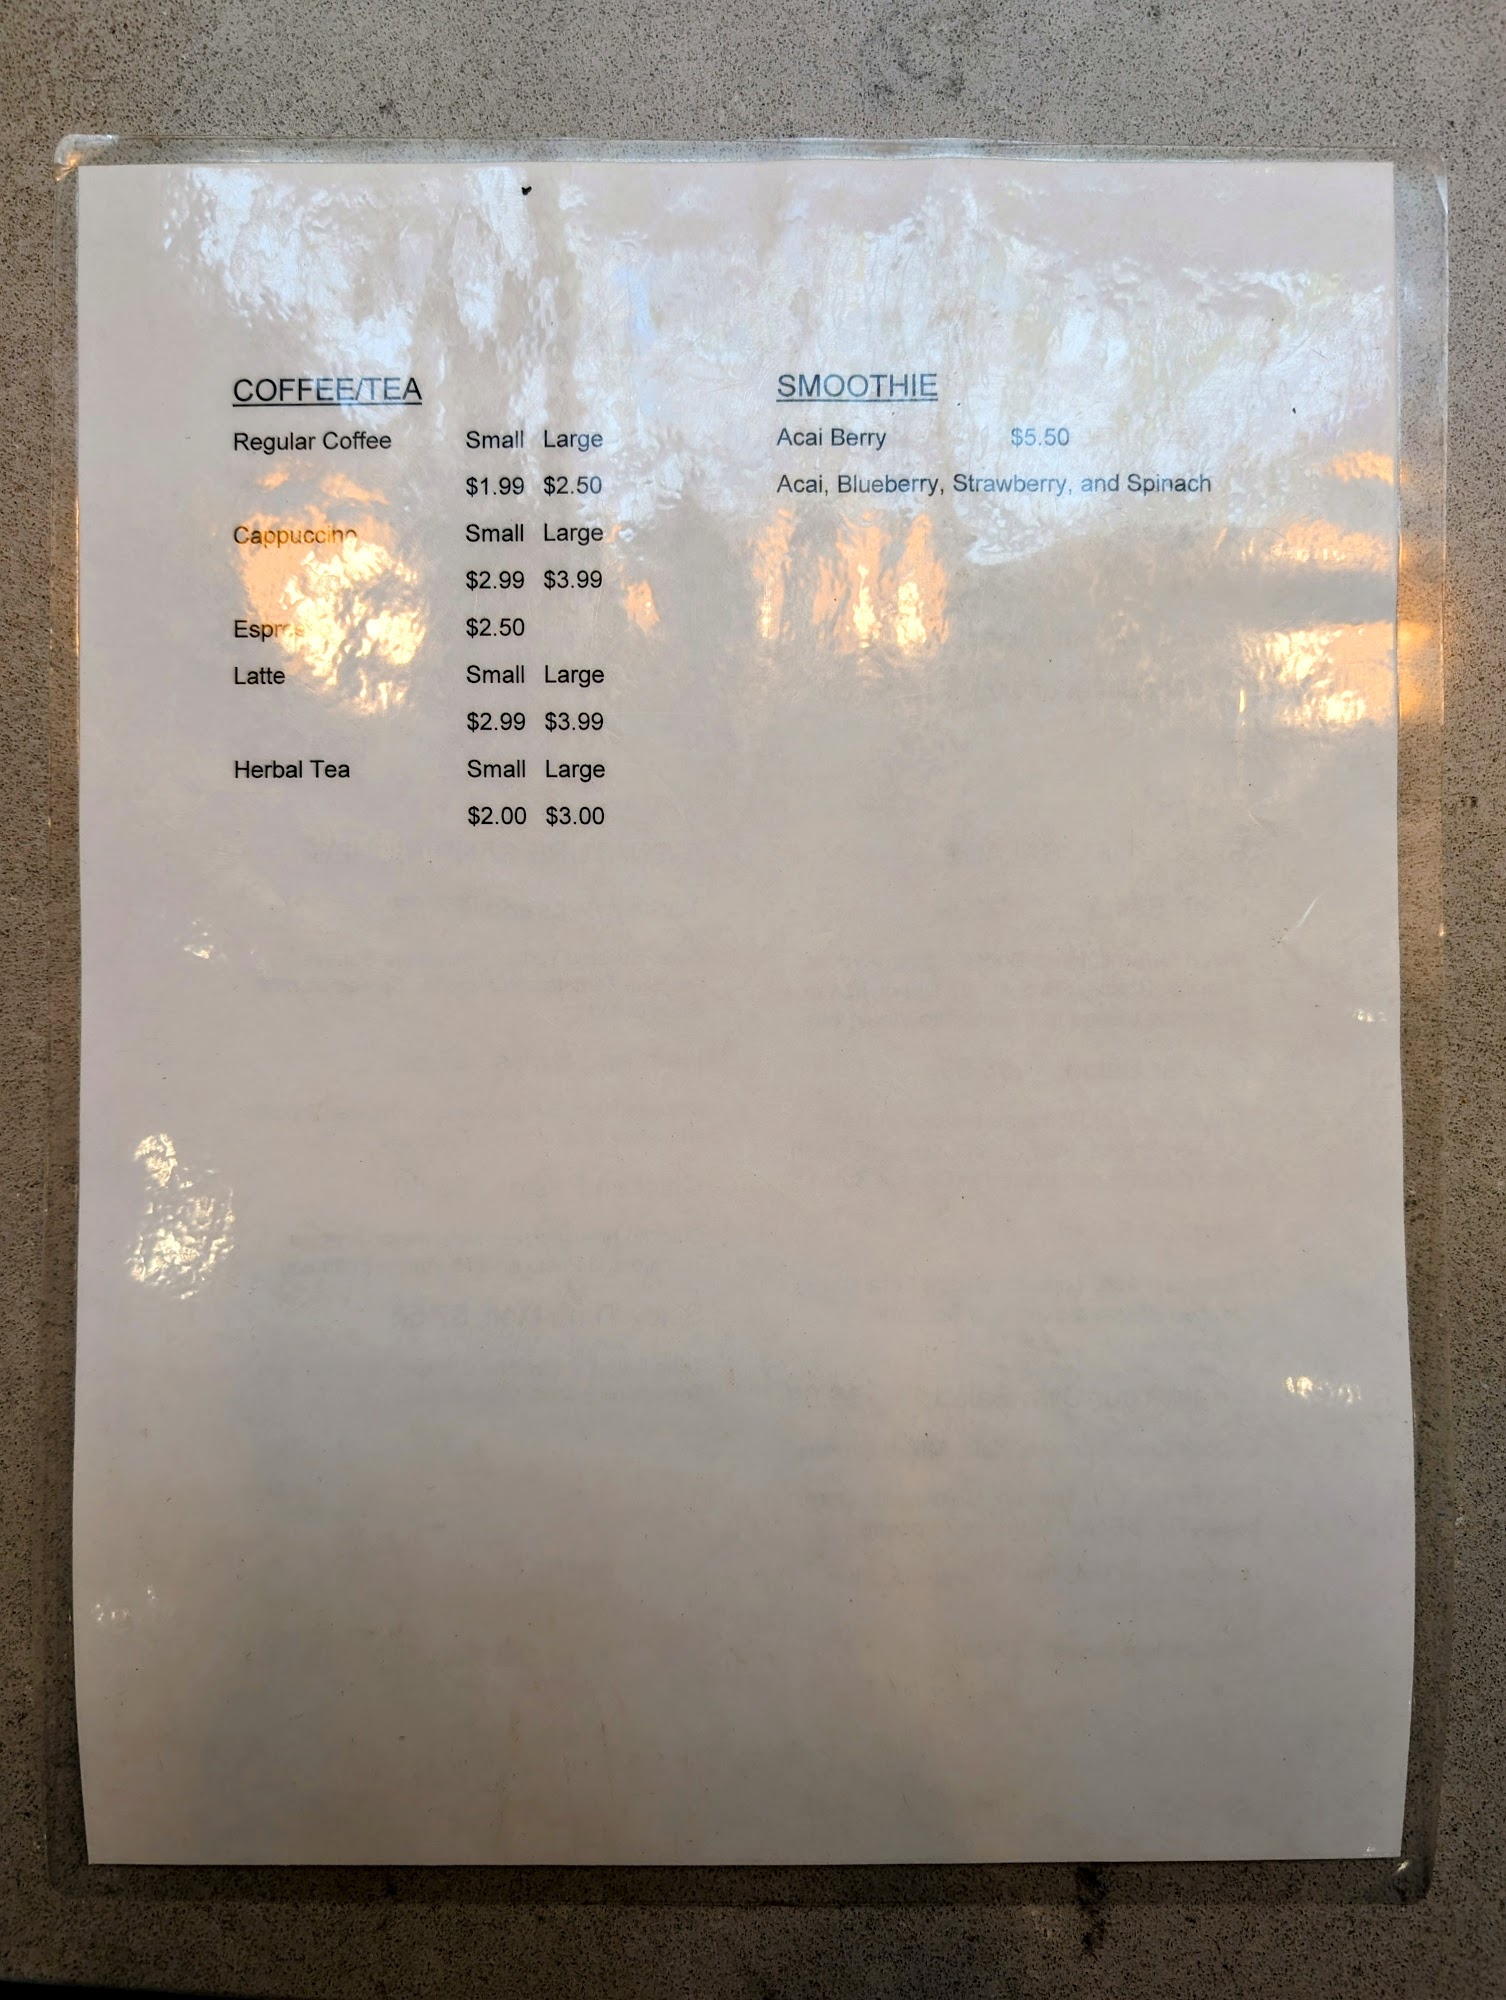 COFFEE/TEA
Regular Coffee Small Large
$1.99 $2.50
Cappuccino Small Large
$2.99 $3.99
$2.50
Latte Small Large
$2.99 $3.99
Herbal Tea Small Large
$2.00 $3.00
SMOOTHIE
Acai Berry $5.50
Acai, Blueberry, Strawberry, and Spinach